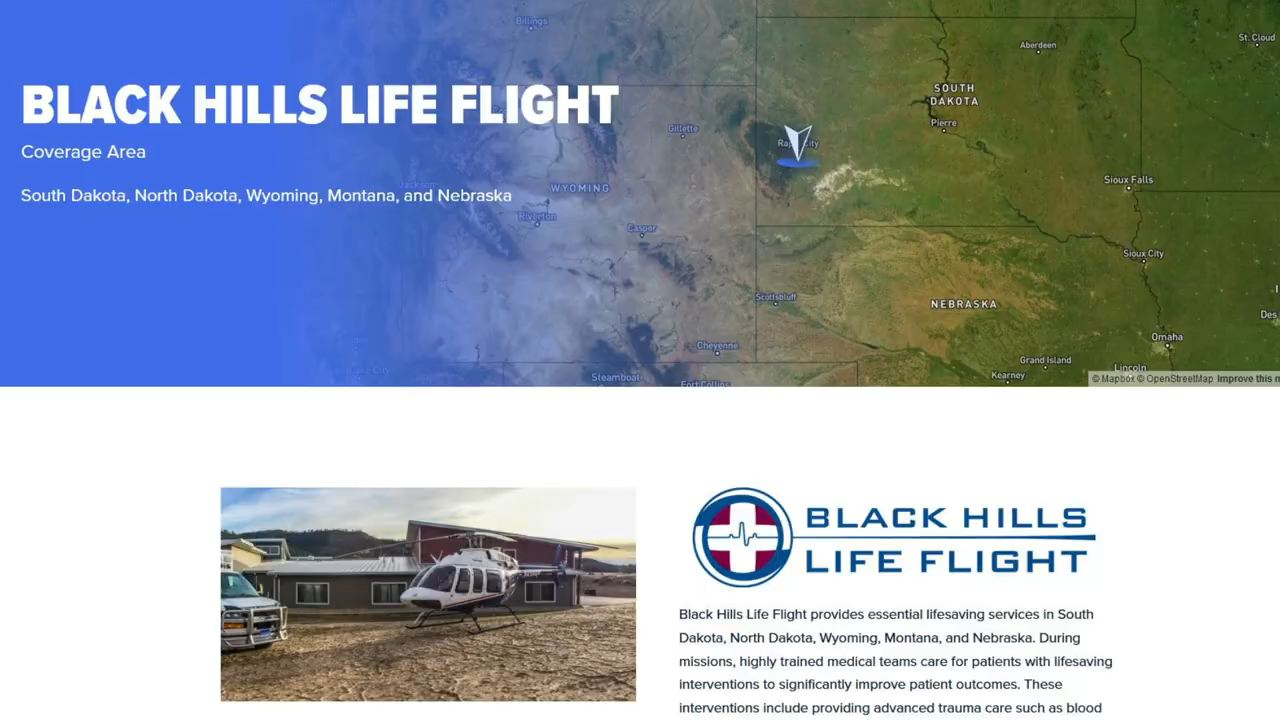 BLACK HILLS LIFE FLIGHT
Coverage Area
South Dakota, North Dakota, Wyoming, Montana, and Nebraska
Billings
Aberdeen
St. Cloud
SOUTH
DAKOTA
Pierre
Gillette
Jackson
WYOMING
Riverton
Casper
Sioux Falls
Sioux City
Scottsbluff
NEBRASKA
Omaha
Cheyenne
Grand Island
Kearney
Lincoln
Steamboat
Fort Collins
Des
© Mapbox © OpenStreetMap Improve this
BLACK HILLS
LIFE FLIGHT
Black Hills Life Flight provides essential lifesaving services in South
Dakota, North Dakota, Wyoming, Montana, and Nebraska. During
missions, highly trained medical teams care for patients with lifesaving
interventions to significantly improve patient outcomes. These
interventions include providing advanced trauma care such as blood